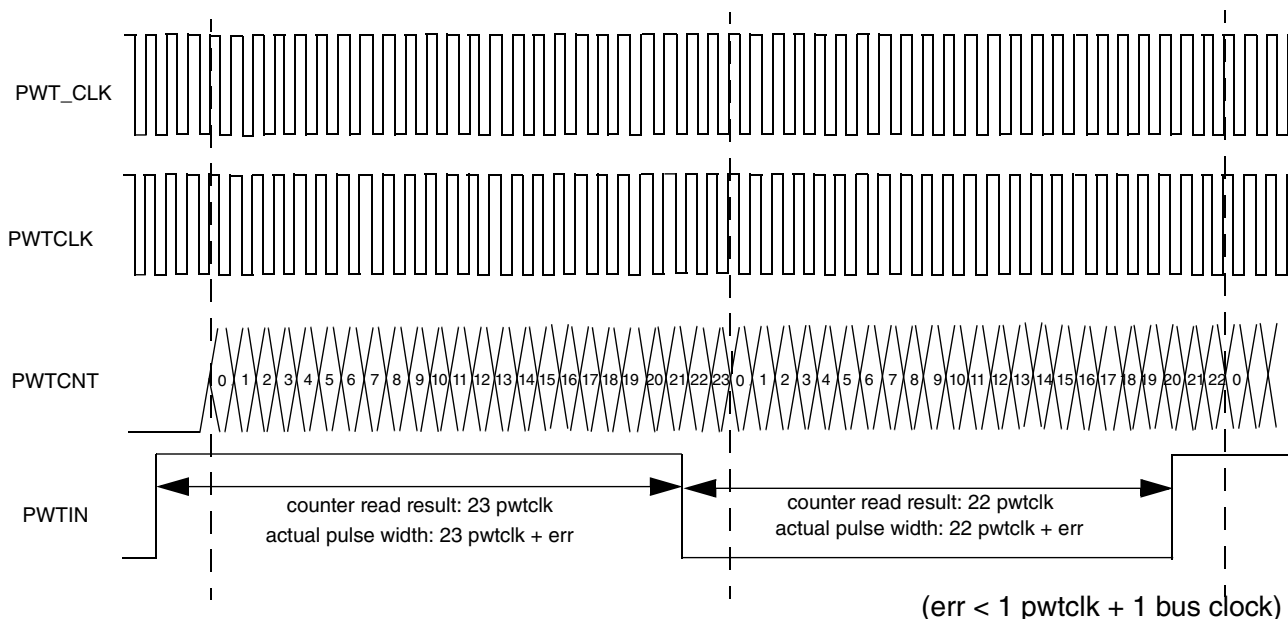 PWT_CLK
PWTCLK
PWTCNT
0 1 2 3 4 5 6 7 8 9 10 11 12 13 14 15 16 17 18 19 20 21 22 23 0 1 2 3 4 5 6 7 8 9 10 11 12 13 14 15 16 17 18 19 20 21 22 0
PWTIN
counter read result: 23 pwtclk
actual pulse width: 23 pwtclk + err
counter read result: 22 pwtclk
actual pulse width: 22 pwtclk + err
(err < 1 pwtclk + 1 bus clock)